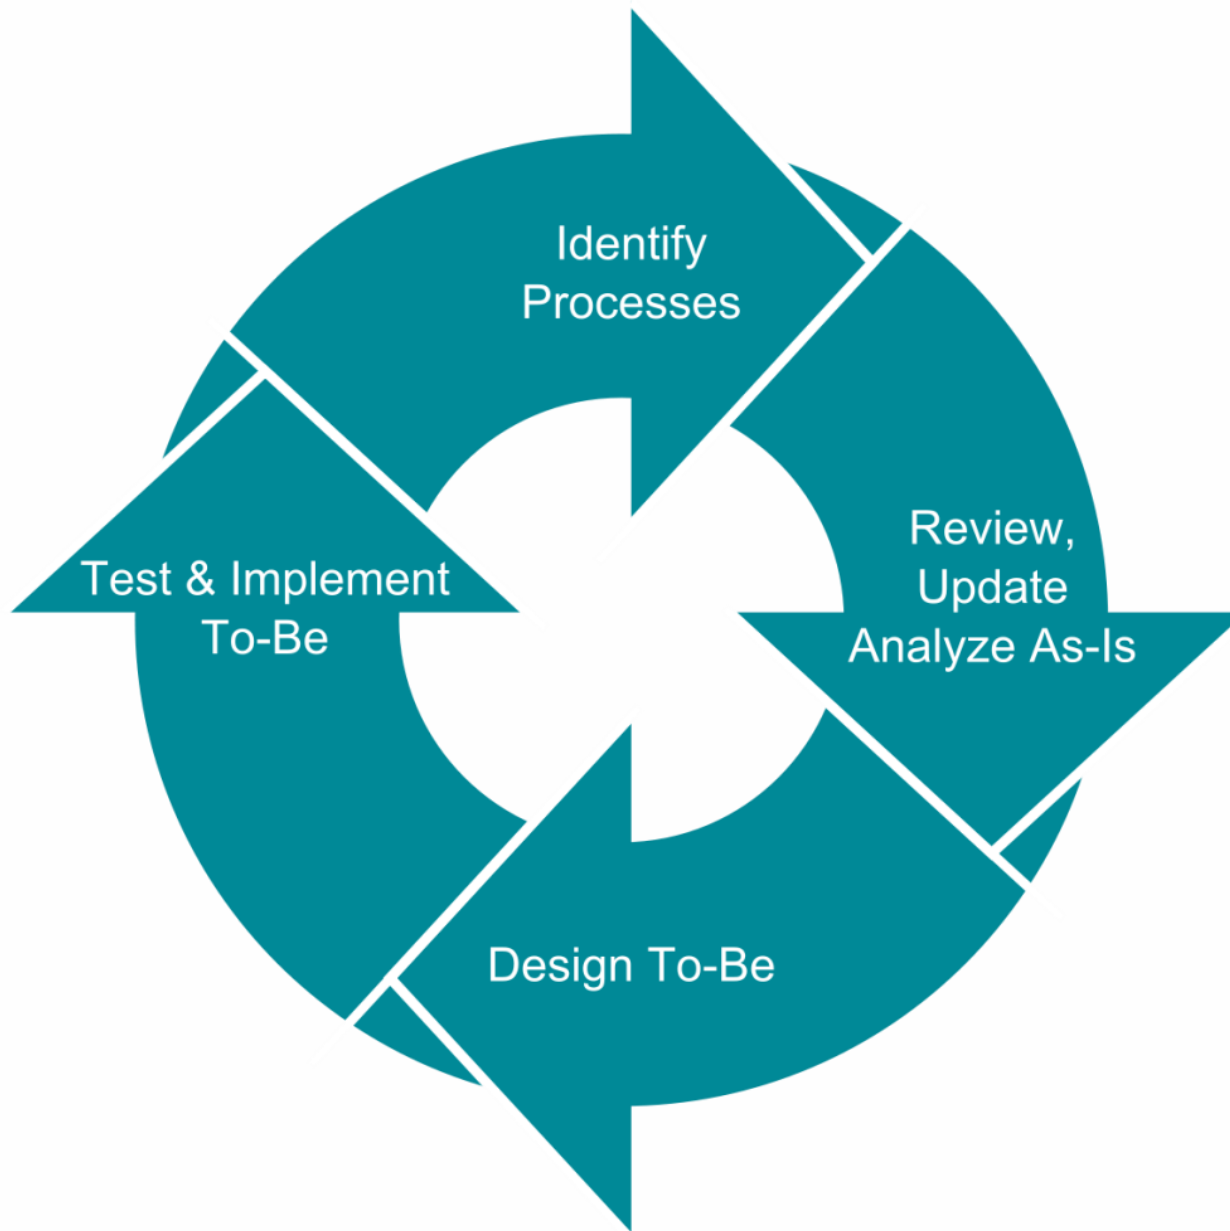 Identify
Processes
Review,
Update
Analyze As-Is
Design To-Be
Test & Implement
To-Be